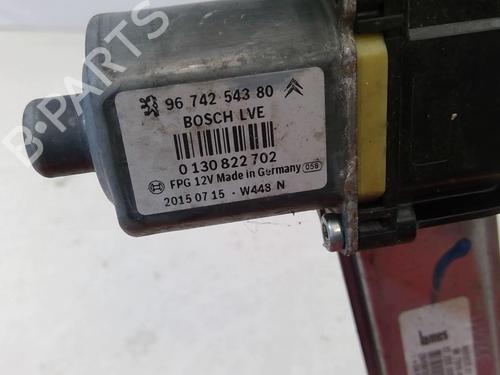 96 742 543 80
BOSCH LVE
0 130 822 702
FPG 12V Made in Germany 058
2015 07 15 - W448 N
B-PARTS